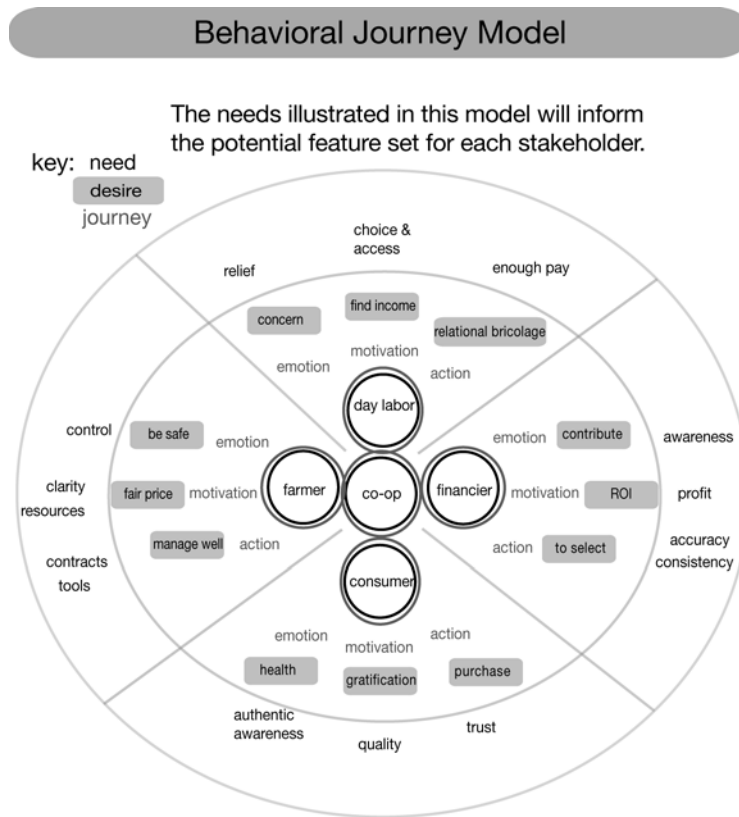 Behavioral Journey Model
The needs illustrated in this model will inform
the potential feature set for each stakeholder.
key: need
desire
journey
choice &
access
relief
enough pay
concern
find income
relational bricolage
emotion
motivation
action
day labor
control
be safe
emotion
clarity
resources
fair price
motivation
farmer
contracts
tools
manage well
action
co-op
financier
emotion
contribute
awareness
motivation
ROI
profit
action
to select
accuracy
consistency
consumer
emotion
motivation
action
health
gratification
purchase
authentic
awareness
quality
trust